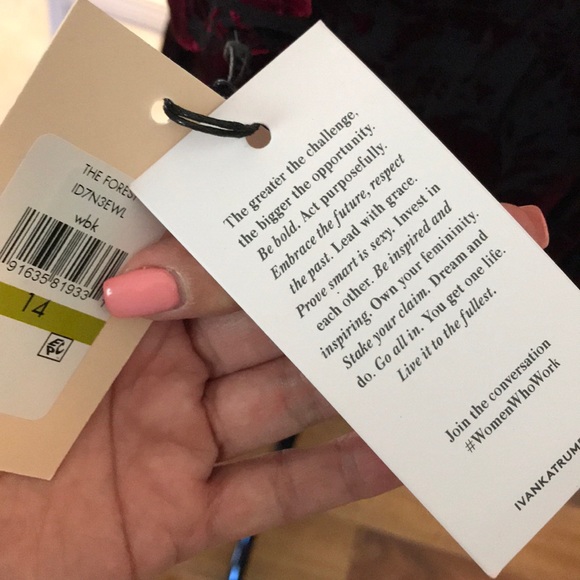 THE FORES
ID7N3EWL
wbk
91635 81933
14
The greater the challenge,
the bigger the opportunity.
Be bold. Act purposefully.
Embrace the future, respect
the past. Lead with grace.
Prove smart is sexy. Invest in
each other. Be inspired and
inspiring. Own your femininity.
Stake your claim. Dream and
do. Go all in. You get one life.
Live it to the fullest.
Join the conversation
#WomenWhoWork
IVANKATRUM